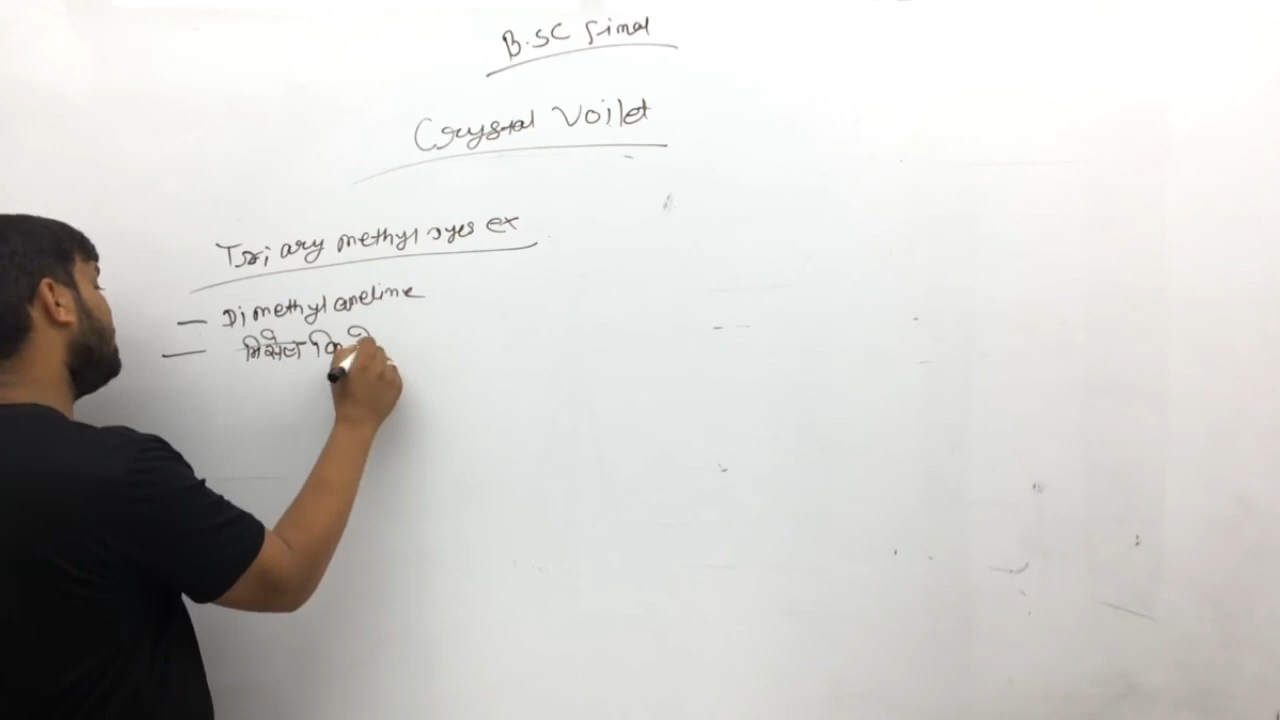 B.SC final
Crystal Voilet
Triary methyl dyes ex
— Dimethyl aneline
— मिसेल कि